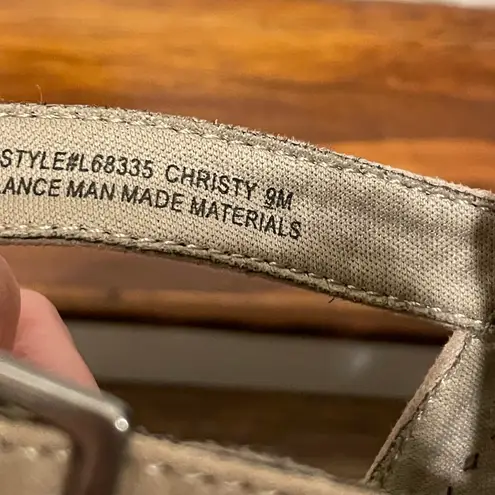 STYLE#L68335 CHRISTY 9M
LANCE MAN MADE MATERIALS